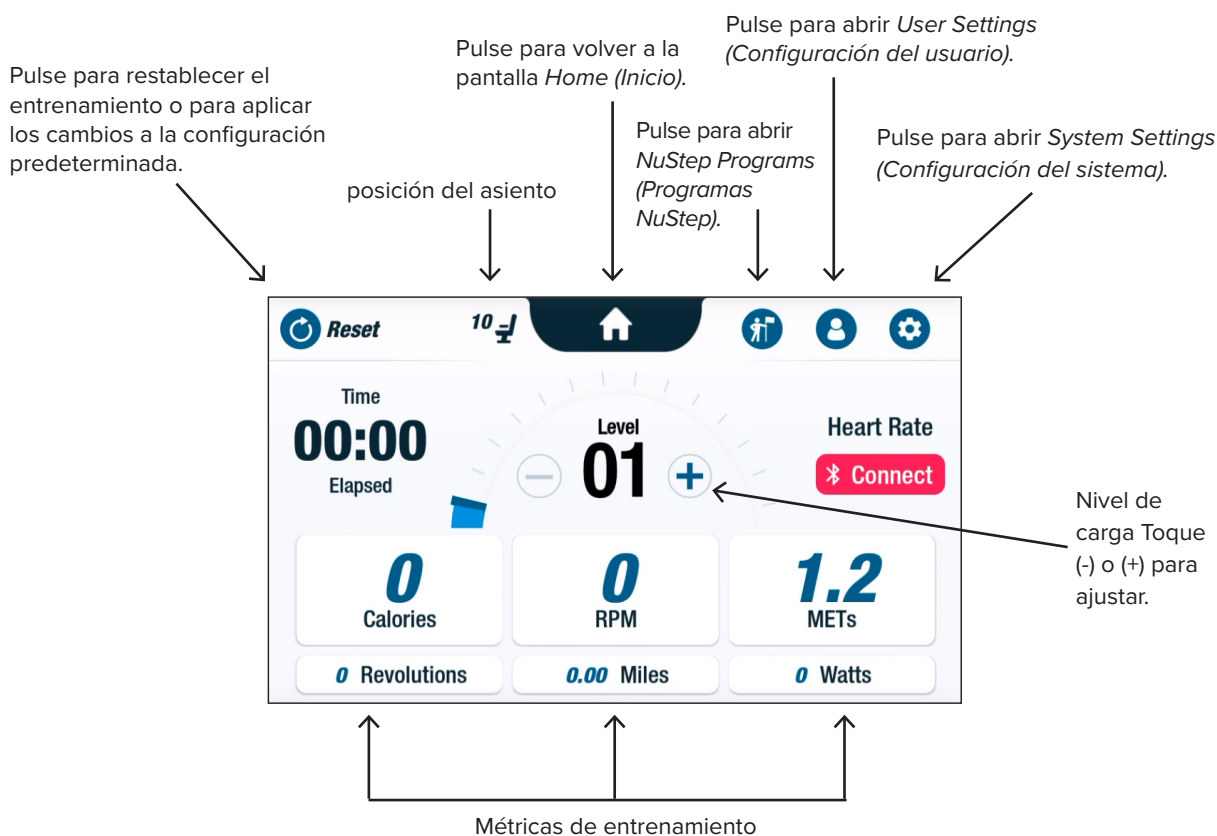 Pulse para restablecer el
entrenamiento o para aplicar
los cambios a la configuración
predeterminada.
posición del asiento
Pulse para volver a la
pantalla Home (Inicio).
Pulse para abrir
NuStep Programs
(Programas
NuStep).
Pulse para abrir User Settings
(Configuración del usuario).
Pulse para abrir System Settings
(Configuración del sistema).
Reset
10
Time
00:00
Elapsed
Level
01
Heart Rate
Connect
Nivel de
carga Toque
(-) o (+) para
ajustar.
0
Calories
0
RPM
1.2
METs
0 Revolutions
0.00 Miles
0 Watts
Métricas de entrenamiento